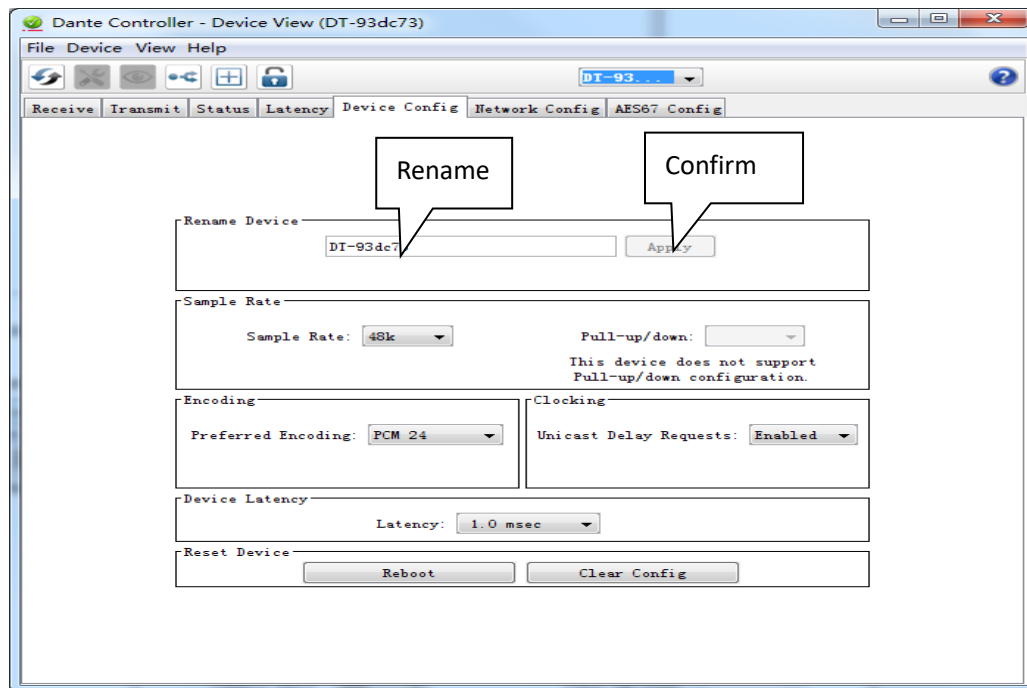 Dante Controller - Device View (DT-93dc73)
File Device View Help
DT-93...
Receive Transmit Status Latency Device Config Network Config AES67 Config
Rename
Confirm
Rename Device
DT-93dc73
Apply
Sample Rate
Sample Rate: 48k
Pull-up/down:
This device does not support
Pull-up/down configuration.
Encoding
Clocking
Preferred Encoding: PCM 24
Unicast Delay Requests: Enabled
Device Latency
Latency: 1.0 msec
Reset Device
Reboot
Clear Config